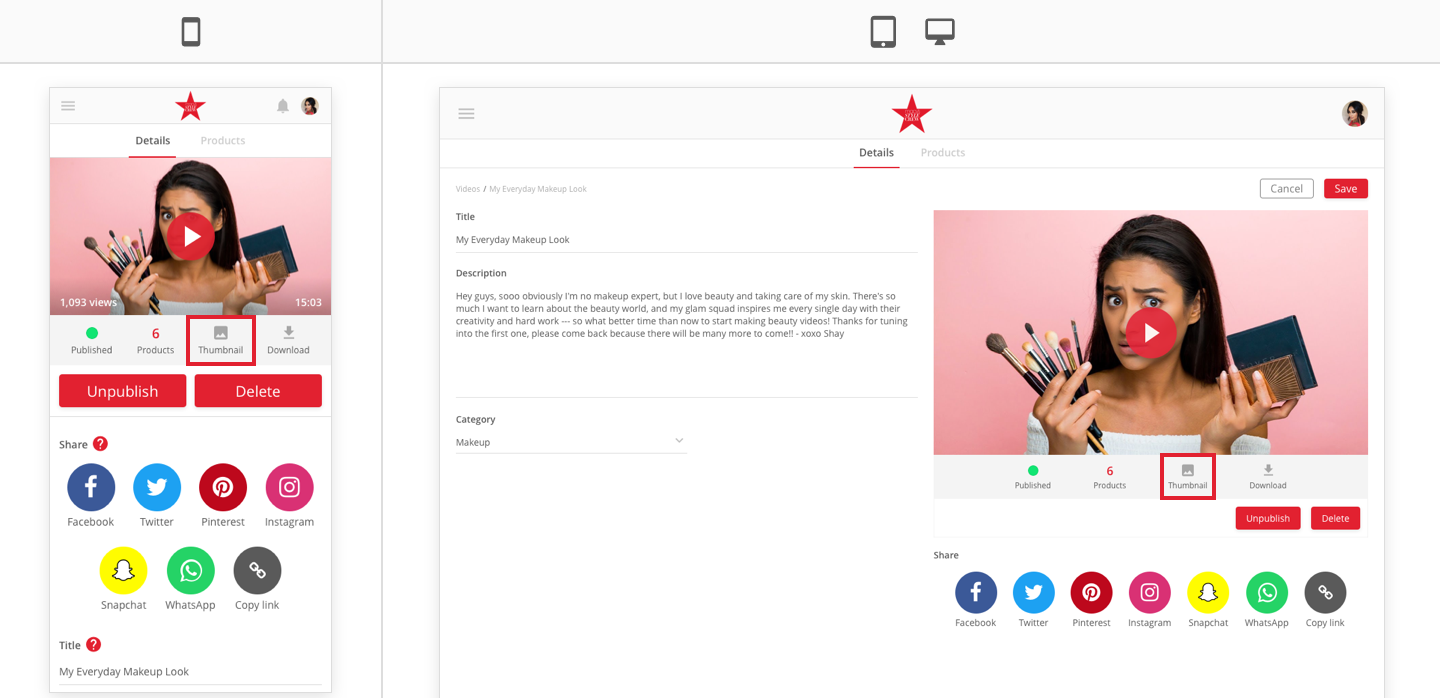 Details Products
1,093 views 15:03
Published 6 Products Thumbnail Download
Unpublish Delete
Share ?
Facebook Twitter Pinterest Instagram
Snapchat WhatsApp Copy link
Title ?
My Everyday Makeup Look
Details Products
Videos / My Everyday Makeup Look
Cancel Save
Title
My Everyday Makeup Look
Description
Hey guys, sooo obviously I'm no makeup expert, but I love beauty and taking care of my skin. There's so
much I want to learn about the beauty world, and my glam squad inspires me every single day with their
creativity and hard work --- so what better time than now to start making beauty videos! Thanks for tuning
into the first one, please come back because there will be many more to come!! - xoxo Shay
Category
Makeup
Published 6 Products Thumbnail Download
Unpublish Delete
Share
Facebook Twitter Pinterest Instagram Snapchat WhatsApp Copy link